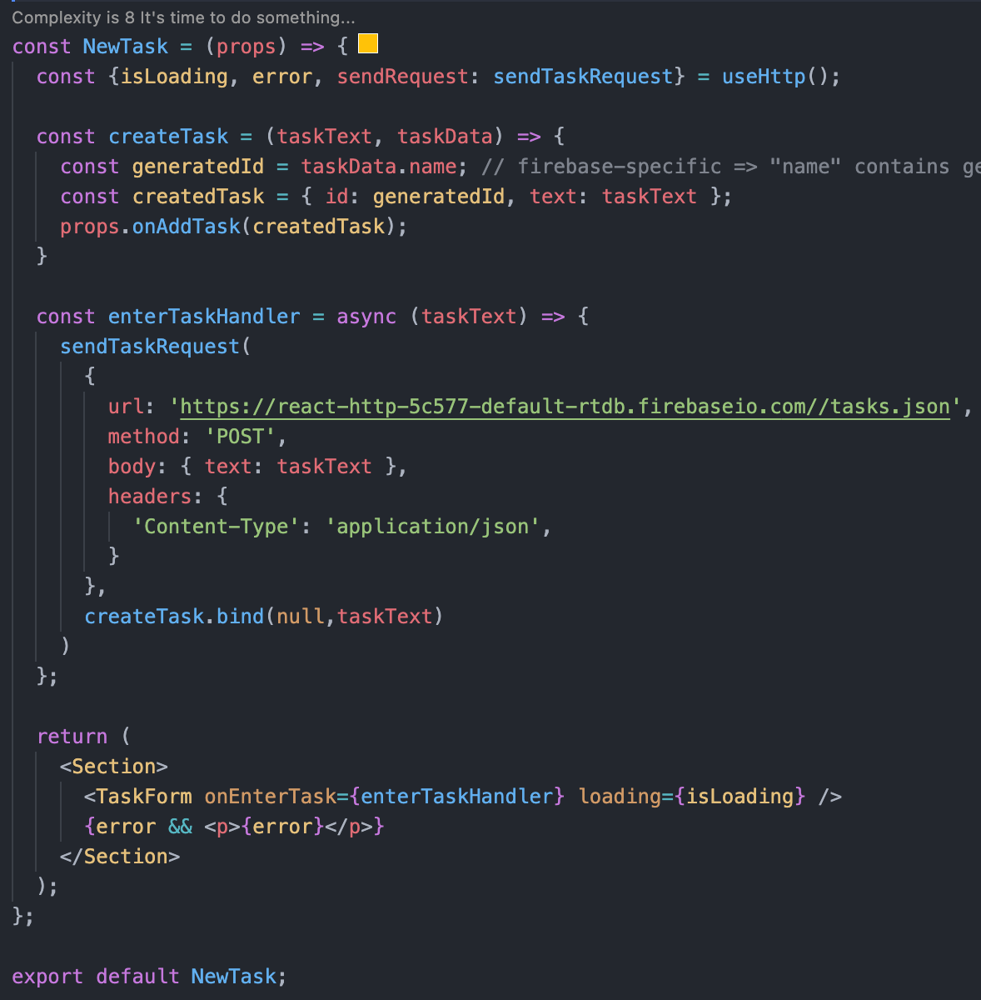 Complexity is 8 It's time to do something...
const NewTask = (props) => {
  const {isLoading, error, sendRequest: sendTaskRequest} = useHttp();

  const createTask = (taskText, taskData) => {
    const generatedId = taskData.name; // firebase-specific => "name" contains
    const createdTask = { id: generatedId, text: taskText };
    props.onAddTask(createdTask);
  }

  const enterTaskHandler = async (taskText) => {
    sendTaskRequest(
      {
        url: 'https://react-http-5c577-default-rtdb.firebaseio.com//tasks.json',
        method: 'POST',
        body: { text: taskText },
        headers: {
          'Content-Type': 'application/json',
        }
      },
      createTask.bind(null,taskText)
    )
  };

  return (
    <Section>
      <TaskForm onEnterTask={enterTaskHandler} loading={isLoading} />
      {error && <p>{error}</p>}
    </Section>
  );
};

export default NewTask;